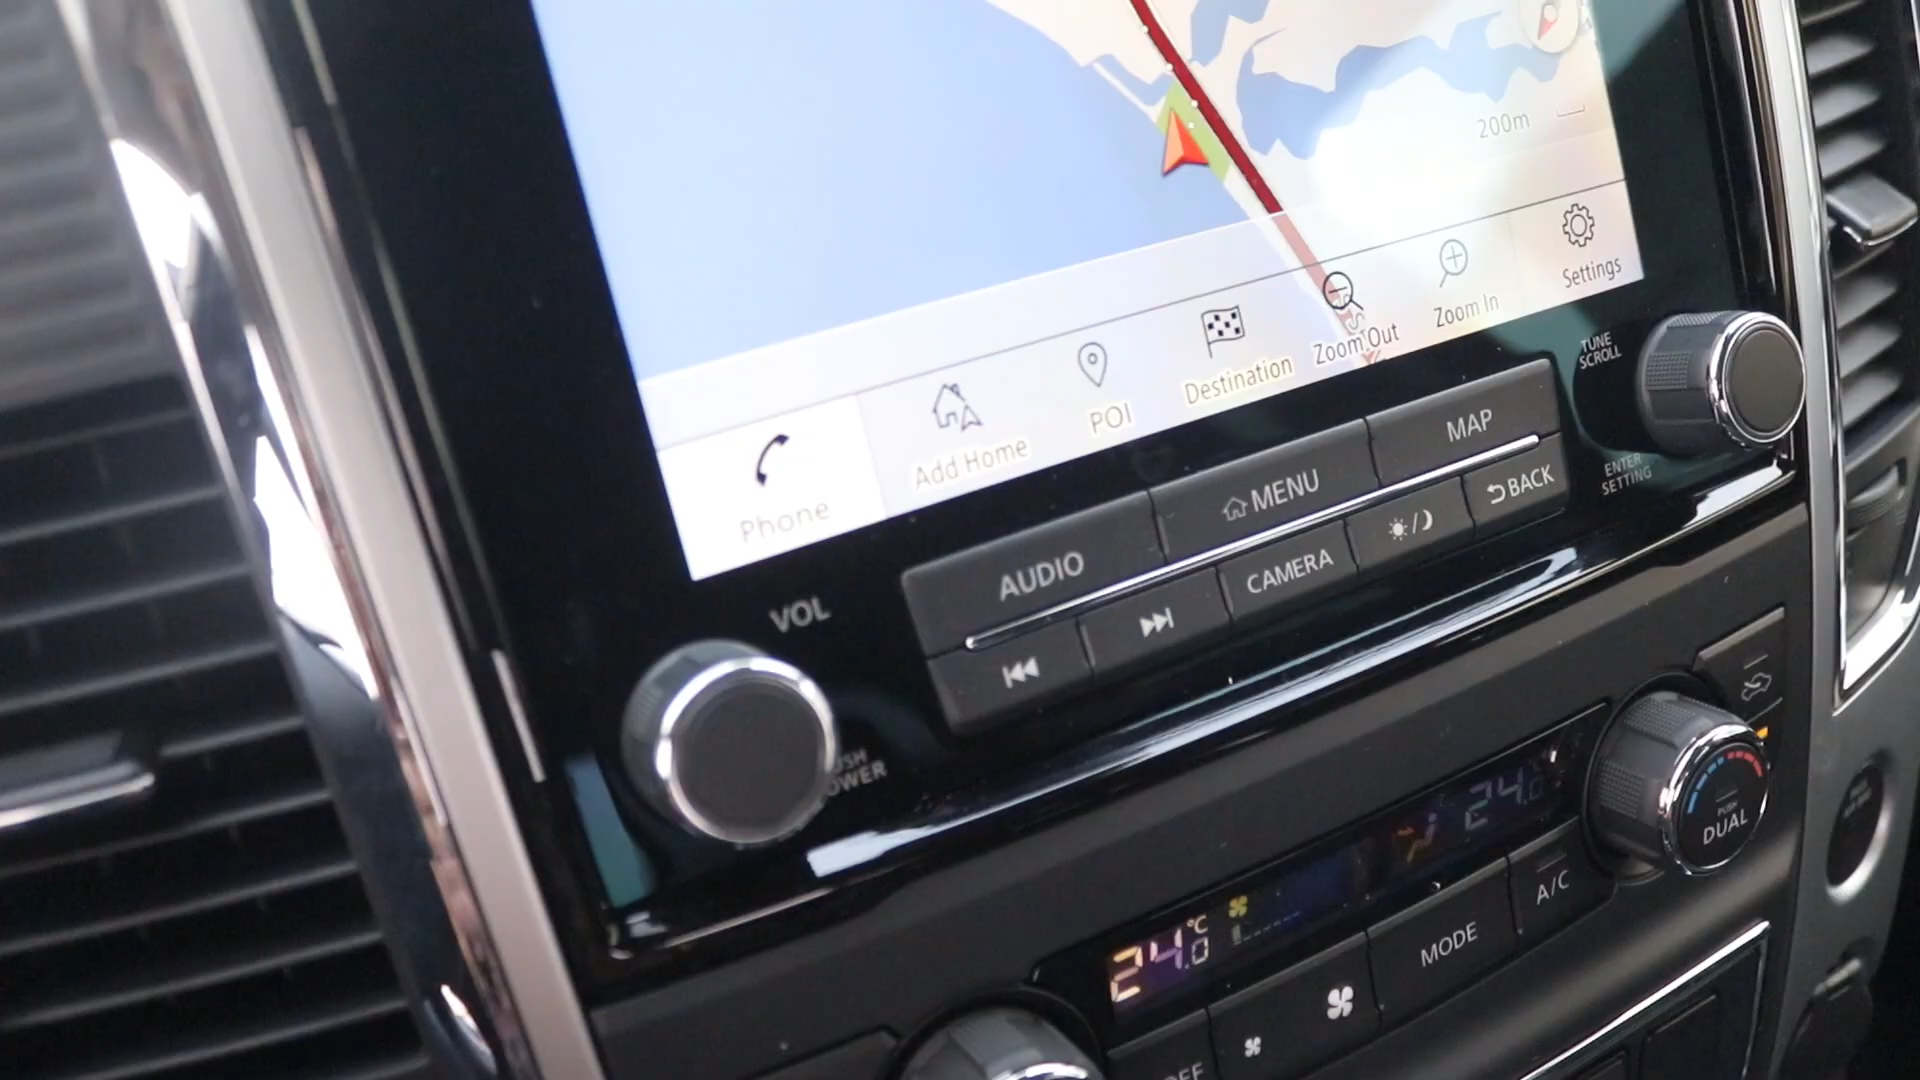 200m
Phone
Add Home
POI
Destination
Zoom Out
Zoom In
Settings
TUNE
SCROLL
VOL
AUDIO
MENU
MAP
CAMERA
BACK
ENTER
SETTING
24.0°C
24.0
MODE
A/C
PUSH
DUAL